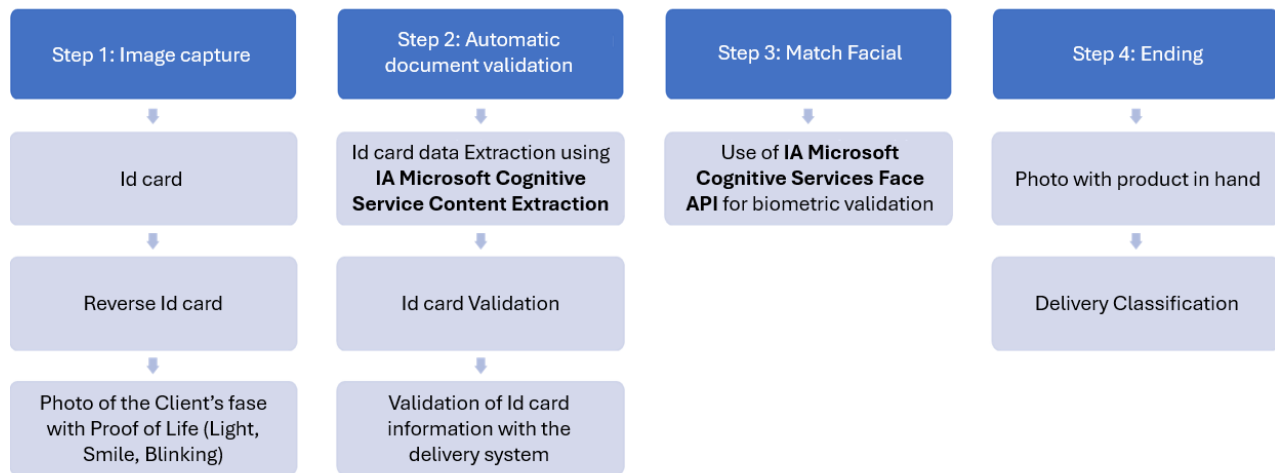 Step 1: Image capture
Id card
Reverse Id card
Photo of the Client's fase
with Proof of Life (Light,
Smile, Blinking)
Step 2: Automatic
document validation
Id card data Extraction using
IA Microsoft Cognitive
Service Content Extraction
Id card Validation
Validation of Id card
information with the
delivery system
Step 3: Match Facial
Use of IA Microsoft
Cognitive Services Face
API for biometric validation
Step 4: Ending
Photo with product in hand
Delivery Classification